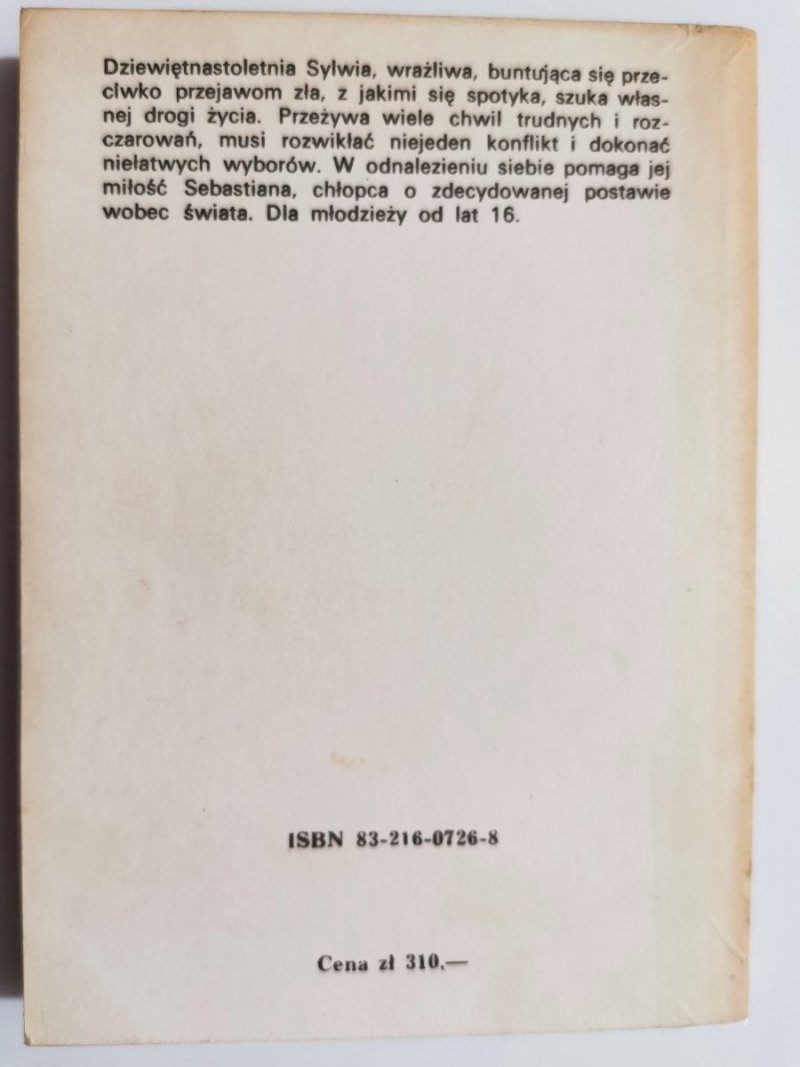 Dziewiętnastoletnia Sylwia, wrażliwa, buntująca się prze-
ciwko przejawom zła, z jakimi się spotyka, szuka włas-
nej drogi życia. Przeżywa wiele chwil trudnych i roz-
czarowań, musi rozwikłać niejeden konflikt i dokonać
niełatwych wyborów. W odnalezieniu siebie pomaga jej
miłość Sebastiana, chłopca o zdecydowanej postawie
wobec świata. Dla młodzieży od lat 16.
ISBN 83-216-0726-8
Cena zł 310,—